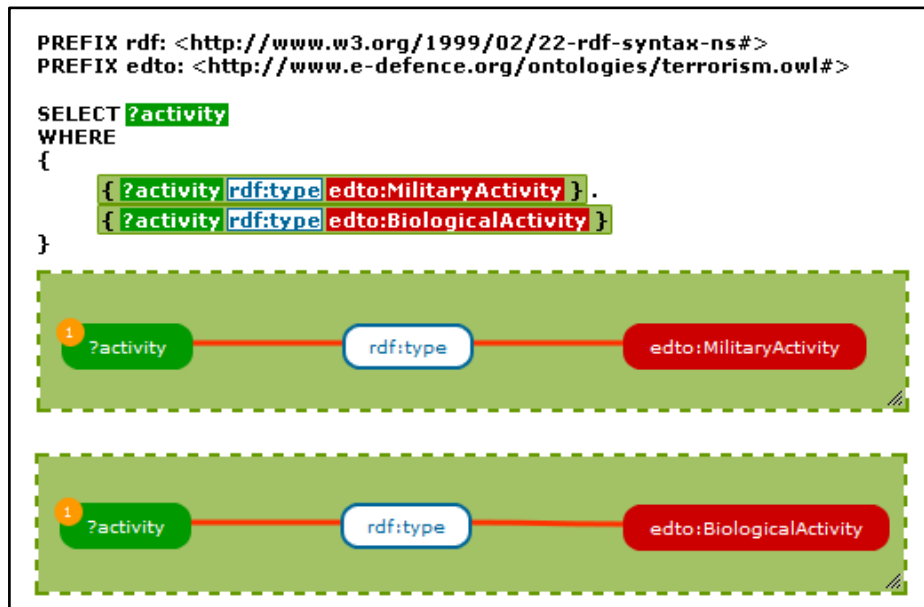 PREFIX rdf: <http://www.w3.org/1999/02/22-rdf-syntax-ns#>
PREFIX edto: <http://www.e-defence.org/ontologies/terrorism.owl#>
SELECT ?activity
WHERE
{
{ ?activity rdf:type edto:MilitaryActivity } .
{ ?activity rdf:type edto:BiologicalActivity }
}
1 ?activity rdf:type edto:MilitaryActivity
1 ?activity rdf:type edto:BiologicalActivity